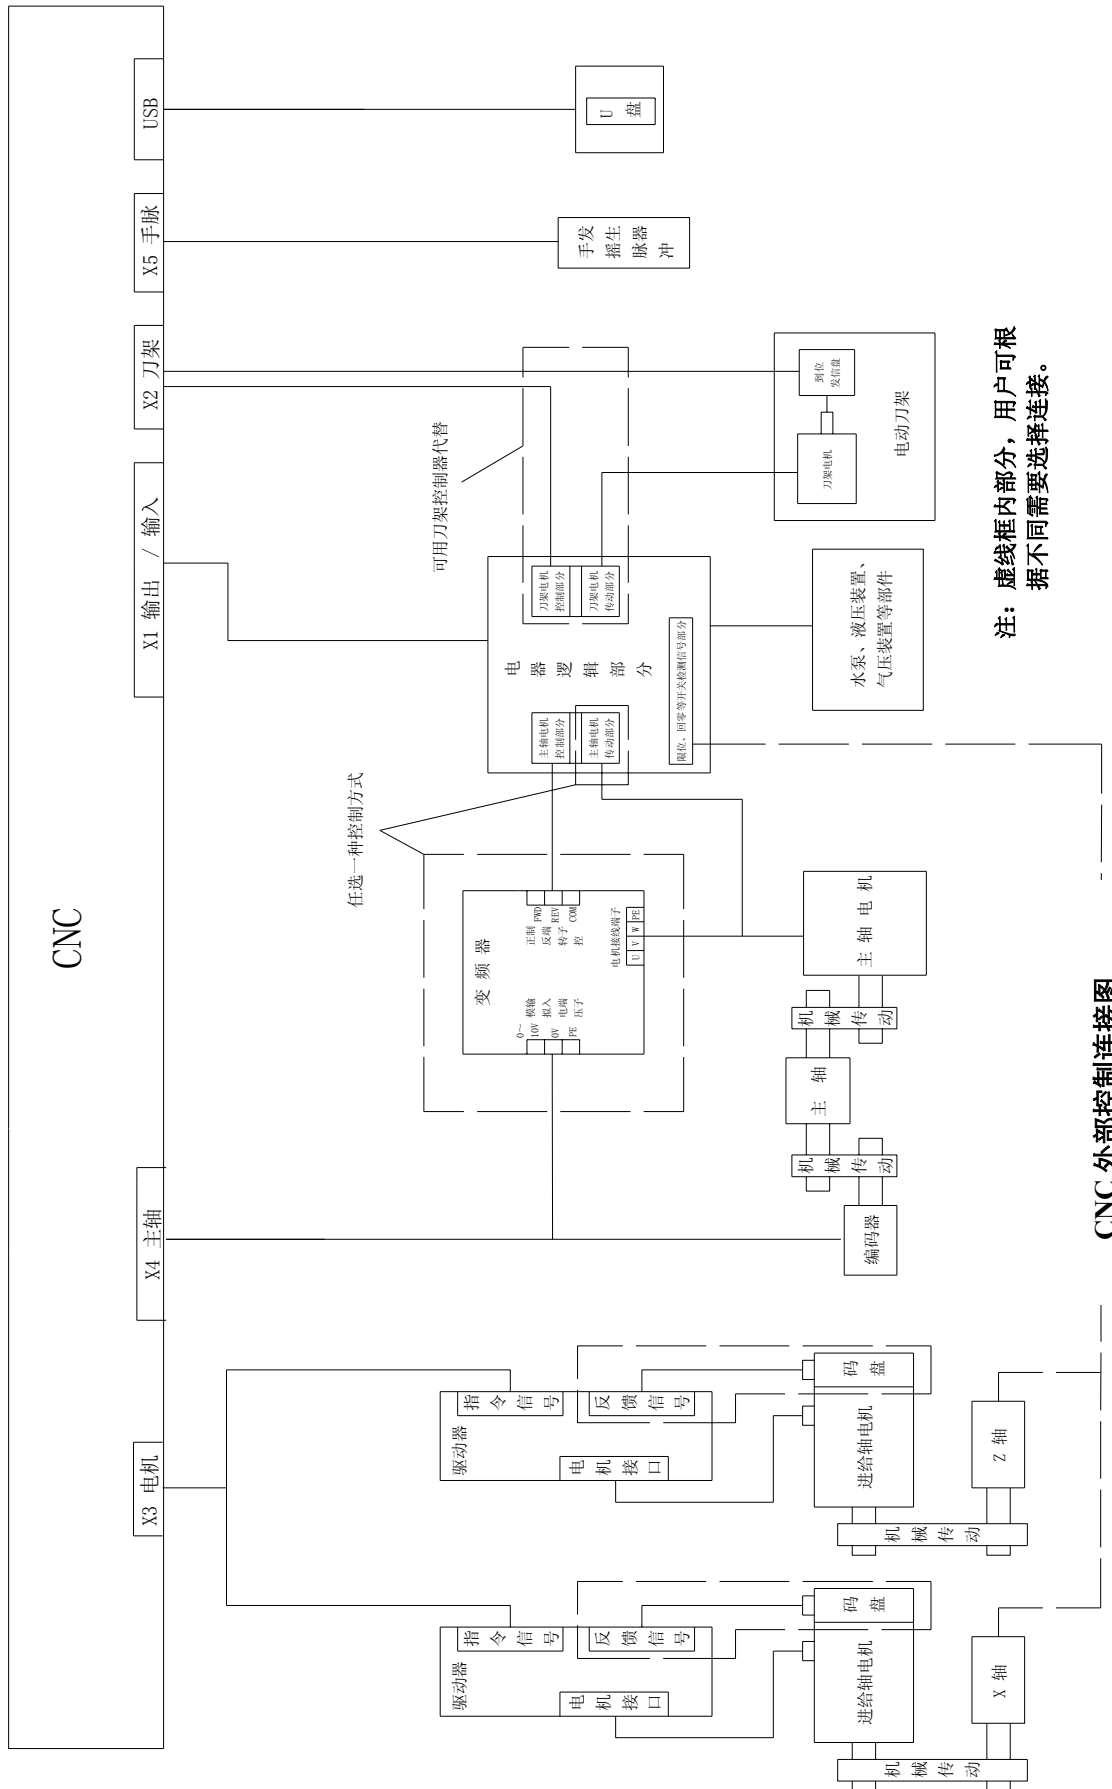 CNC
X3 电机
X4 主轴
X1 输出 / 输入
X2 刀架
X5 手脉
USB
任选一种控制方式
可用刀架控制器代替
驱动器
指令信号
反馈信号
电机接口
驱动器
指令信号
反馈信号
电机接口
变频器
0～
10V
0V
PE
模拟电压
输入端子
正反转控
制端子
FWD
REV
COM
电机接线端子
U V W PE
电器逻辑部分
主轴电机
控制部分
主轴电机
传动部分
刀架电机
控制部分
刀架电机
传动部分
限位、回零等开关检测信号部分
手摇脉冲
发生器
U盘
进给轴电机
码盘
机械传动
X 轴
进给轴电机
码盘
机械传动
Z 轴
编码器
机械传动
主轴
机械传动
主轴电机
水泵、液压装置、
气压装置等部件
刀架电机
到位
发信盘
电动刀架
注：虚线框内部分，用户可根
据不同需要选择连接。
CNC 外部控制连接图